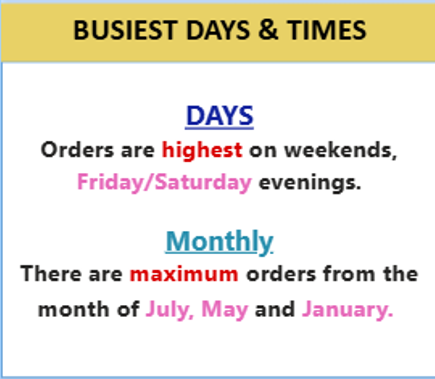 BUSIEST DAYS & TIMES
DAYS
Orders are highest on weekends,
Friday/Saturday evenings.
Monthly
There are maximum orders from the
month of July, May and January.